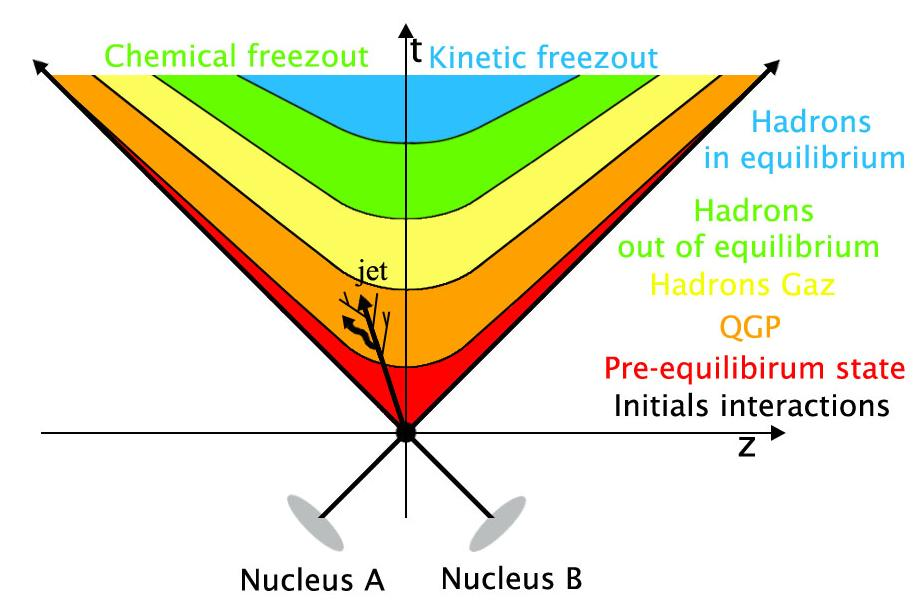 Chemical freezout
t
Kinetic freezout
Hadrons
in equilibrium
Hadrons
out of equilibrium
Hadrons Gaz
jet
QGP
Pre-equilibirum state
Initials interactions
z
Nucleus A
Nucleus B